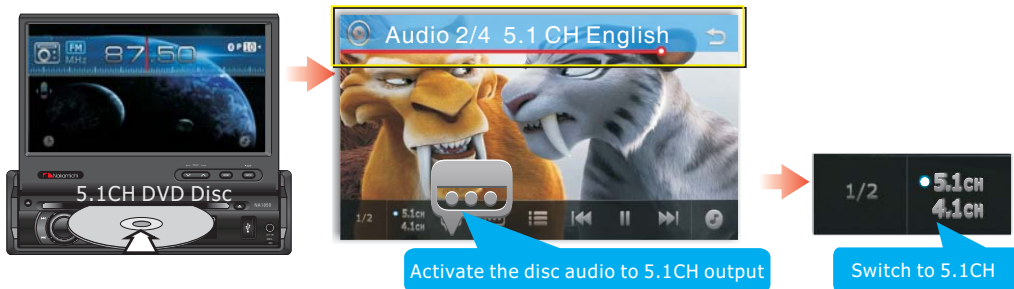 FM
MHz
87.50
P 10
Nakamichi
5.1CH DVD Disc
Audio 2/4 5.1 CH English
1/2
5.1CH
4.1CH
Activate the disc audio to 5.1CH output
1/2
5.1CH
4.1CH
Switch to 5.1CH